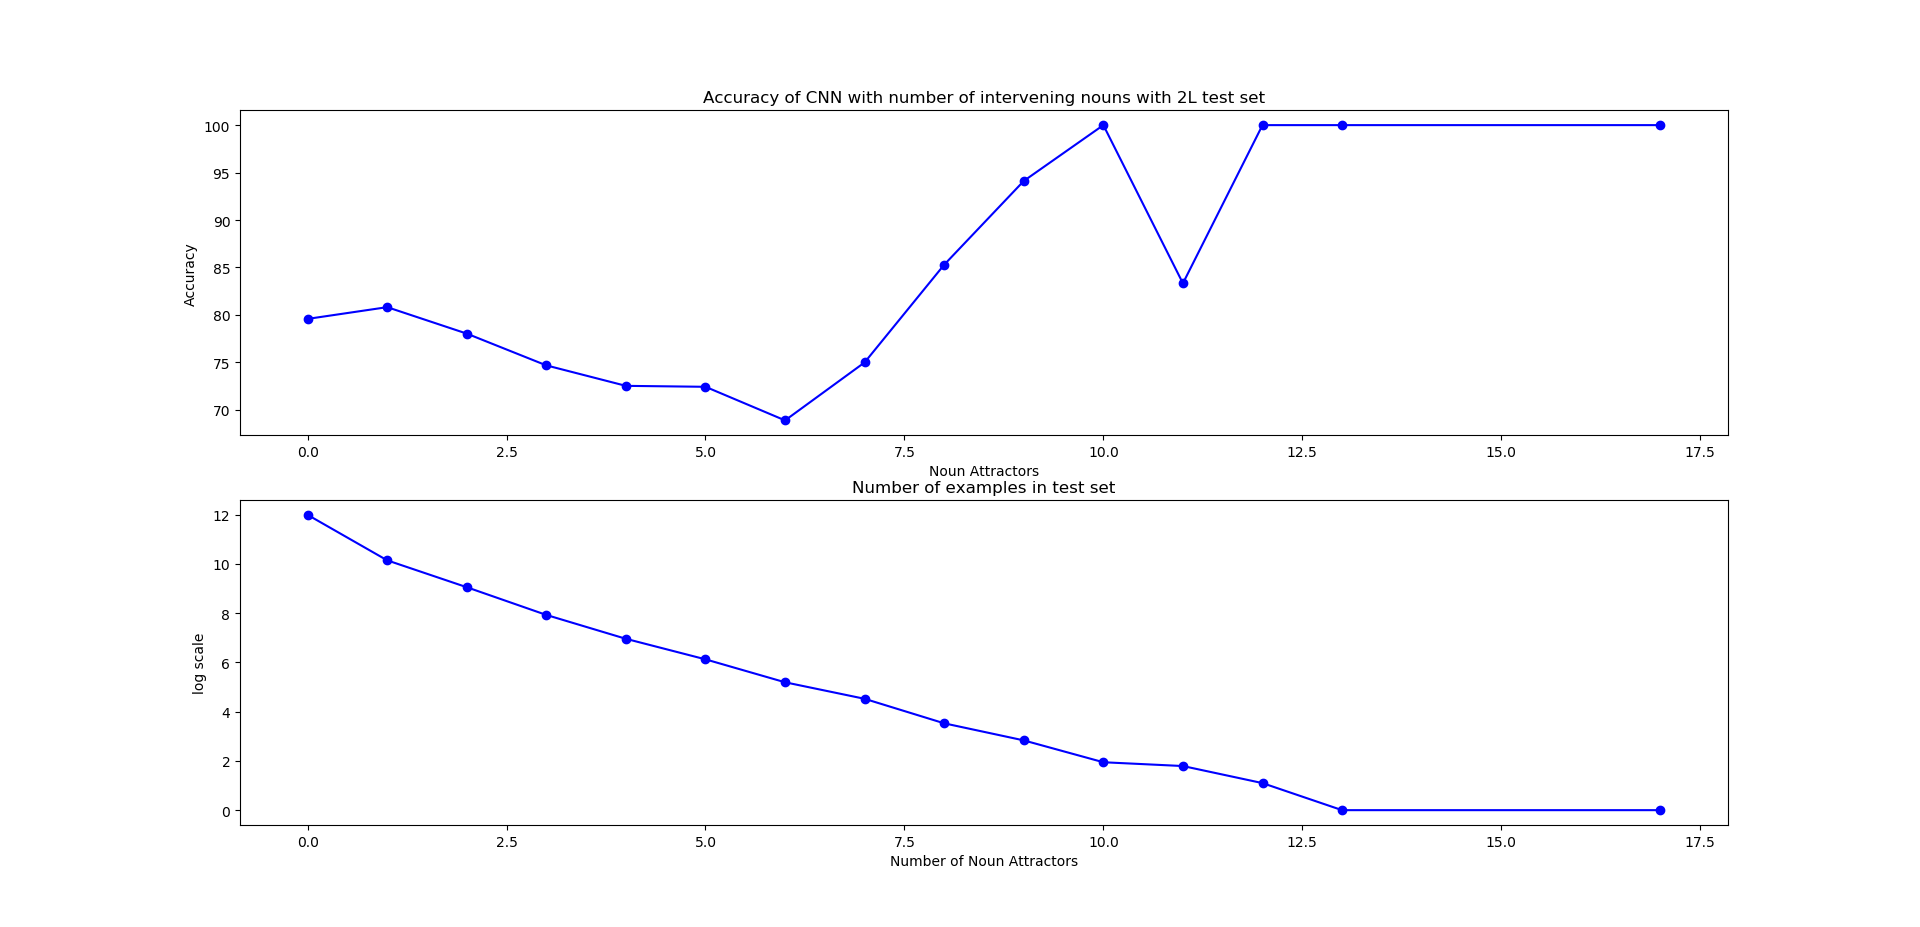 Accuracy of CNN with number of intervening nouns with 2L test set
100
95
90
85
80
75
70
Accuracy
0.0 2.5 5.0 7.5 10.0 12.5 15.0 17.5
Noun Attractors
Number of examples in test set
12
10
8
6
4
2
0
log scale
0.0 2.5 5.0 7.5 10.0 12.5 15.0 17.5
Number of Noun Attractors